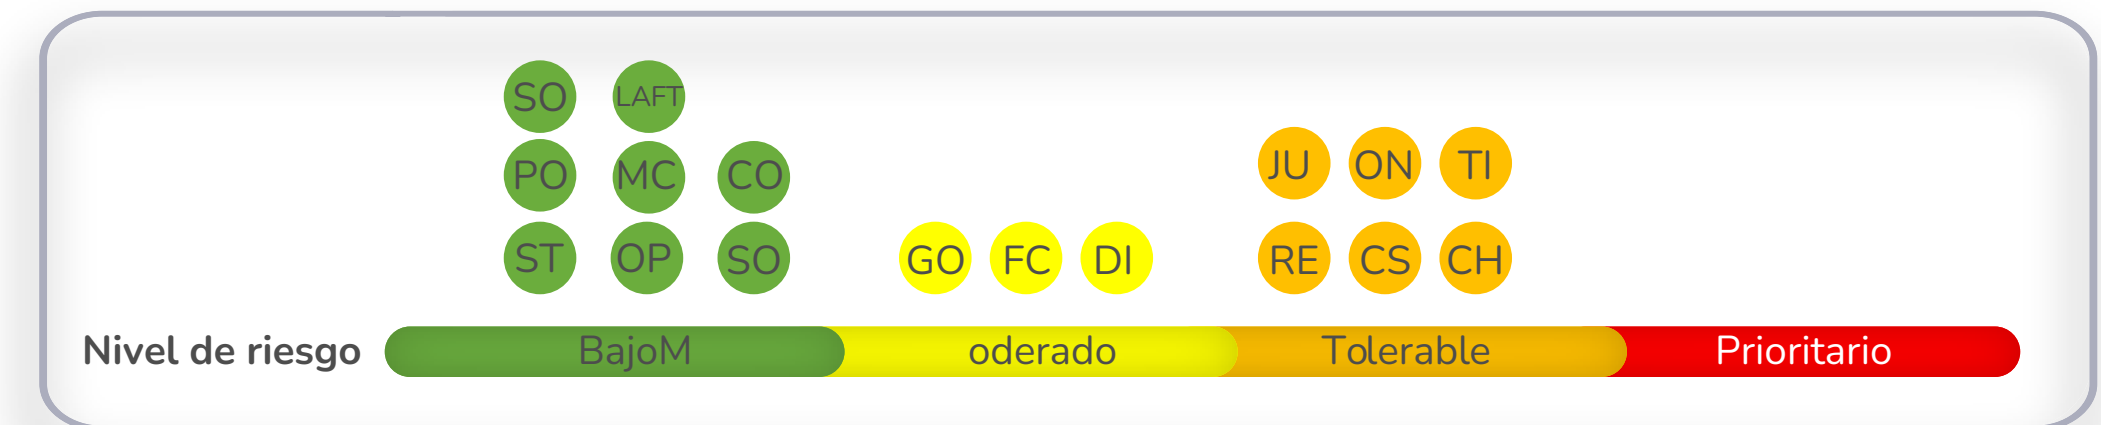 SO LAFT
JU ON TI
PO MC CO
ST OP SO GO FC DI RE CS CH
Nivel de riesgo BajoM oderado Tolerable Prioritario